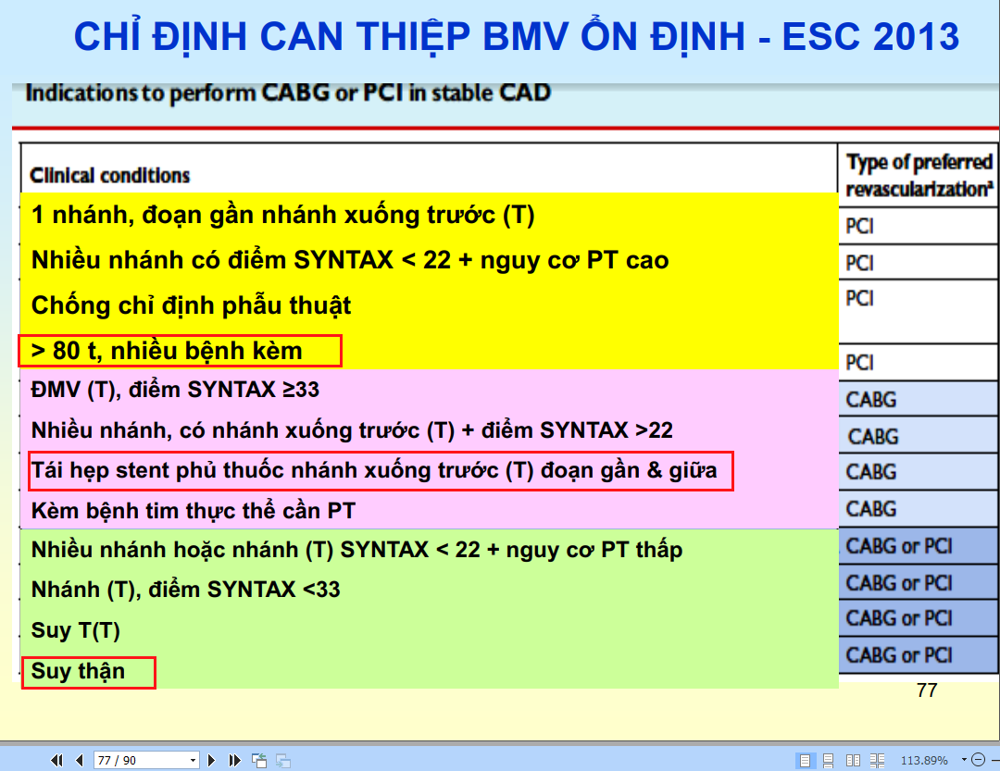 CHỈ ĐỊNH CAN THIỆP BMV ỔN ĐỊNH - ESC 2013
Indications to perform CABG or PCI in stable CAD
Clinical conditions
Type of preferred
revascularizationª
1 nhánh, đoạn gần nhánh xuống trước (T)
PCI
Nhiều nhánh có điểm SYNTAX < 22 + nguy cơ PT cao
PCI
Chống chỉ định phẫu thuật
PCI
> 80 t, nhiều bệnh kèm
PCI
ĐMV (T), điểm SYNTAX ≥33
CABG
Nhiều nhánh, có nhánh xuống trước (T) + điểm SYNTAX >22
CABG
Tái hẹp stent phủ thuốc nhánh xuống trước (T) đoạn gần & giữa
CABG
Kèm bệnh tim thực thể cần PT
CABG
Nhiều nhánh hoặc nhánh (T) SYNTAX < 22 + nguy cơ PT thấp
CABG or PCI
Nhánh (T), điểm SYNTAX <33
CABG or PCI
Suy T(T)
CABG or PCI
Suy thận
CABG or PCI
77
77 / 90
113.89%